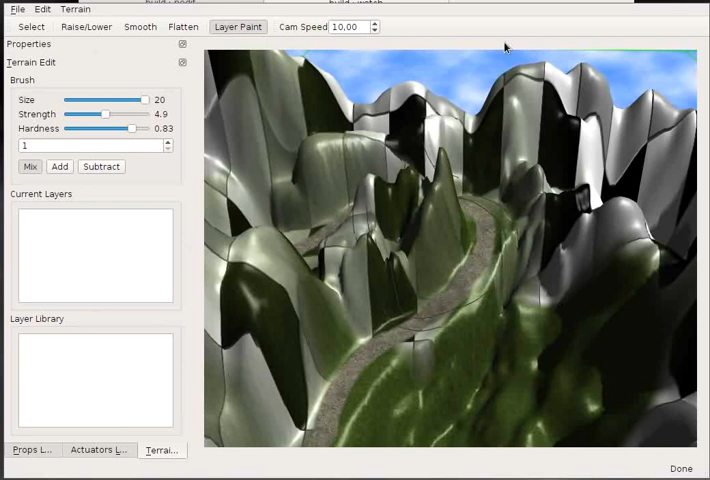 File Edit Terrain
Select Raise/Lower Smooth Flatten Layer Paint Cam Speed 10.00
Properties
Terrain Edit
Brush
Size 20
Strength 4.9
Hardness 0.83
1
Mix Add Subtract
Current Layers
Layer Library
Props L... Actuators L... Terrai...
Done